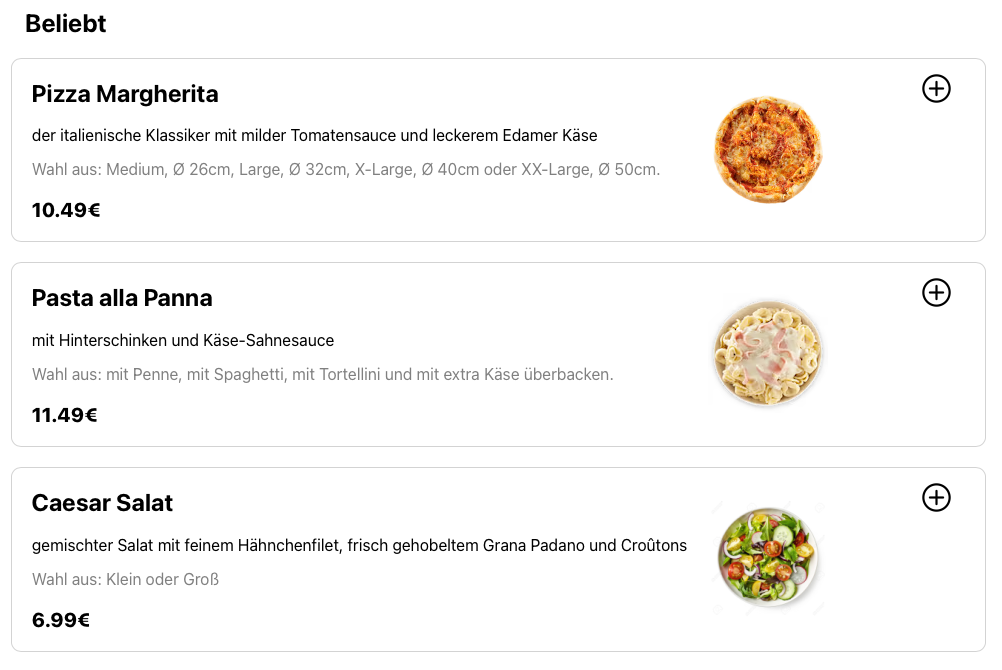 Beliebt
Pizza Margherita
der italienische Klassiker mit milder Tomatensauce und leckerem Edamer Käse
Wahl aus: Medium, Ø 26cm, Large, Ø 32cm, X-Large, Ø 40cm oder XX-Large, Ø 50cm.
10.49€
Pasta alla Panna
mit Hinterschinken und Käse-Sahnesauce
Wahl aus: mit Penne, mit Spaghetti, mit Tortellini und mit extra Käse überbacken.
11.49€
Caesar Salat
gemischter Salat mit feinem Hähnchenfilet, frisch gehobeltem Grana Padano und Croûtons
Wahl aus: Klein oder Groß
6.99€